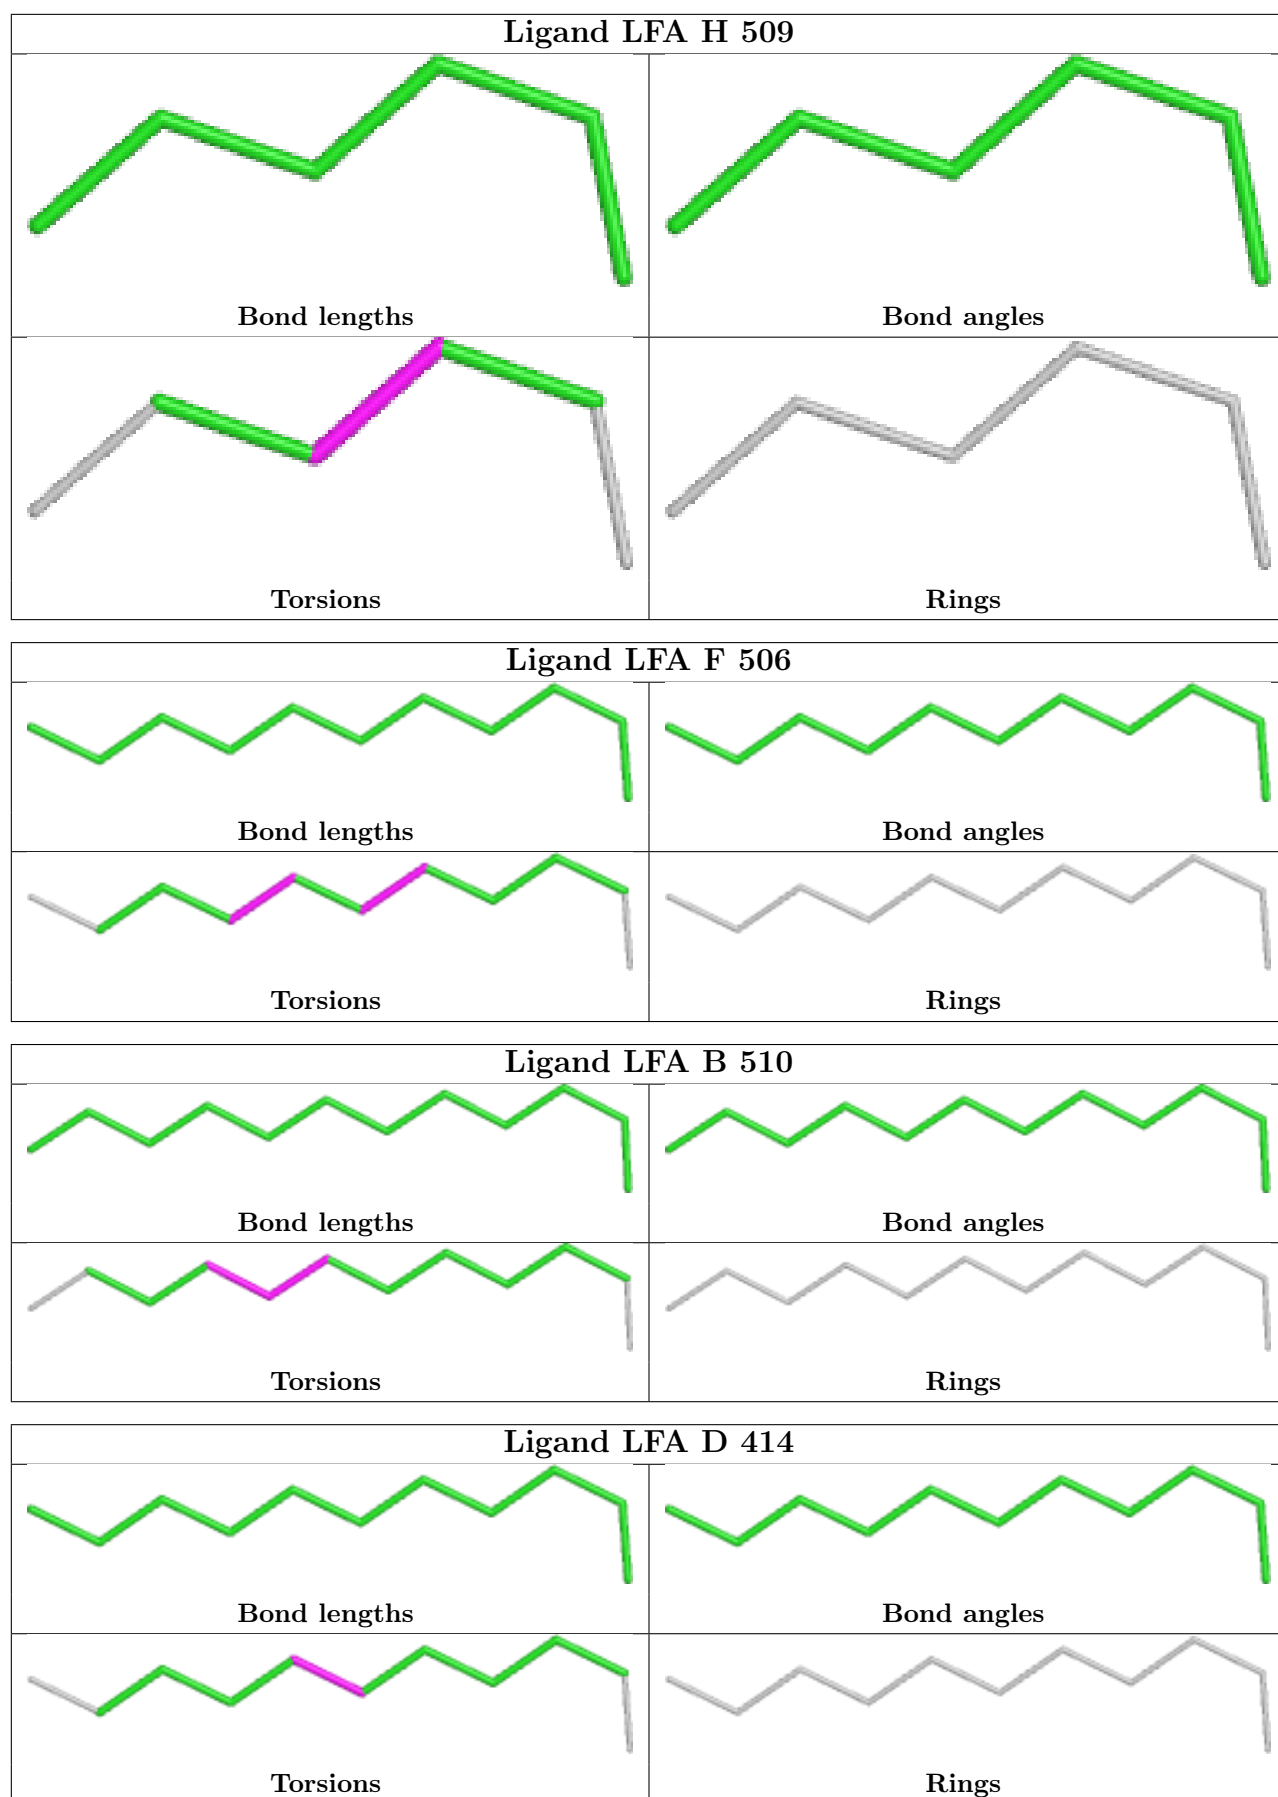 Ligand LFA H 509
Bond lengths
Bond angles
Torsions
Rings
Ligand LFA F 506
Bond lengths
Bond angles
Torsions
Rings
Ligand LFA B 510
Bond lengths
Bond angles
Torsions
Rings
Ligand LFA D 414
Bond lengths
Bond angles
Torsions
Rings